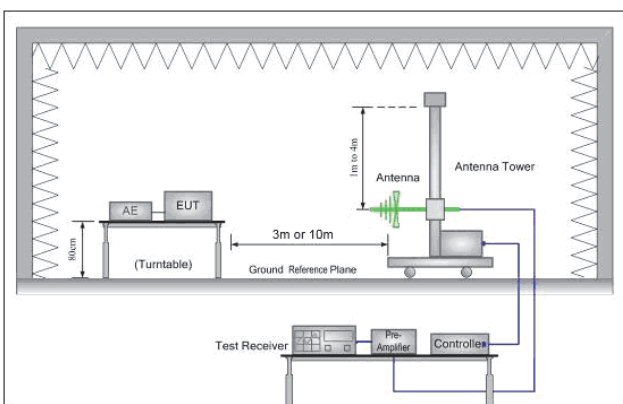 1m to 4m
Antenna
Antenna Tower
AE
EUT
80cm
(Turntable)
3m or 10m
Ground Reference Plane
Test Receiver
Pre-
Amplifier
Controlle